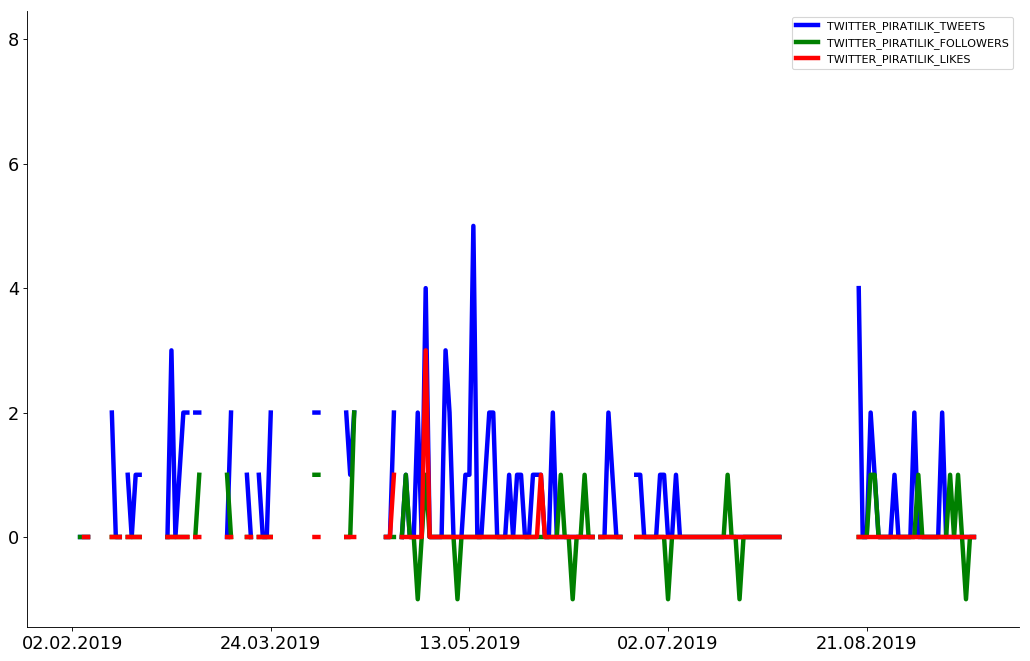 TWITTER_PIRATILIK_TWEETS
TWITTER_PIRATILIK_FOLLOWERS
TWITTER_PIRATILIK_LIKES
8
6
4
2
0
02.02.2019 24.03.2019 13.05.2019 02.07.2019 21.08.2019